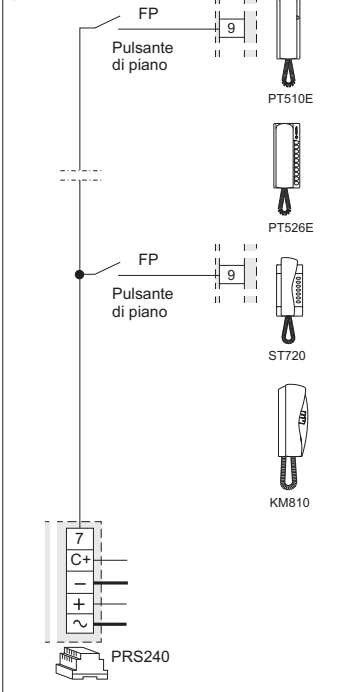 FP
9
Pulsante
di piano
PT510E
PT526E
FP
9
Pulsante
di piano
ST720
KM810
7
C+
–
+
~
PRS240